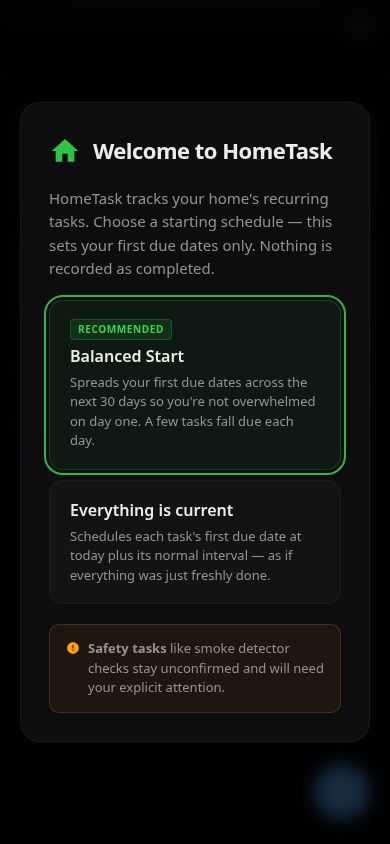 Welcome to HomeTask
HomeTask tracks your home's recurring
tasks. Choose a starting schedule — this
sets your first due dates only. Nothing is
recorded as completed.
RECOMMENDED
Balanced Start
Spreads your first due dates across the
next 30 days so you're not overwhelmed
on day one. A few tasks fall due each
day.
Everything is current
Schedules each task's first due date at
today plus its normal interval — as if
everything was just freshly done.
Safety tasks like smoke detector
checks stay unconfirmed and will need
your explicit attention.